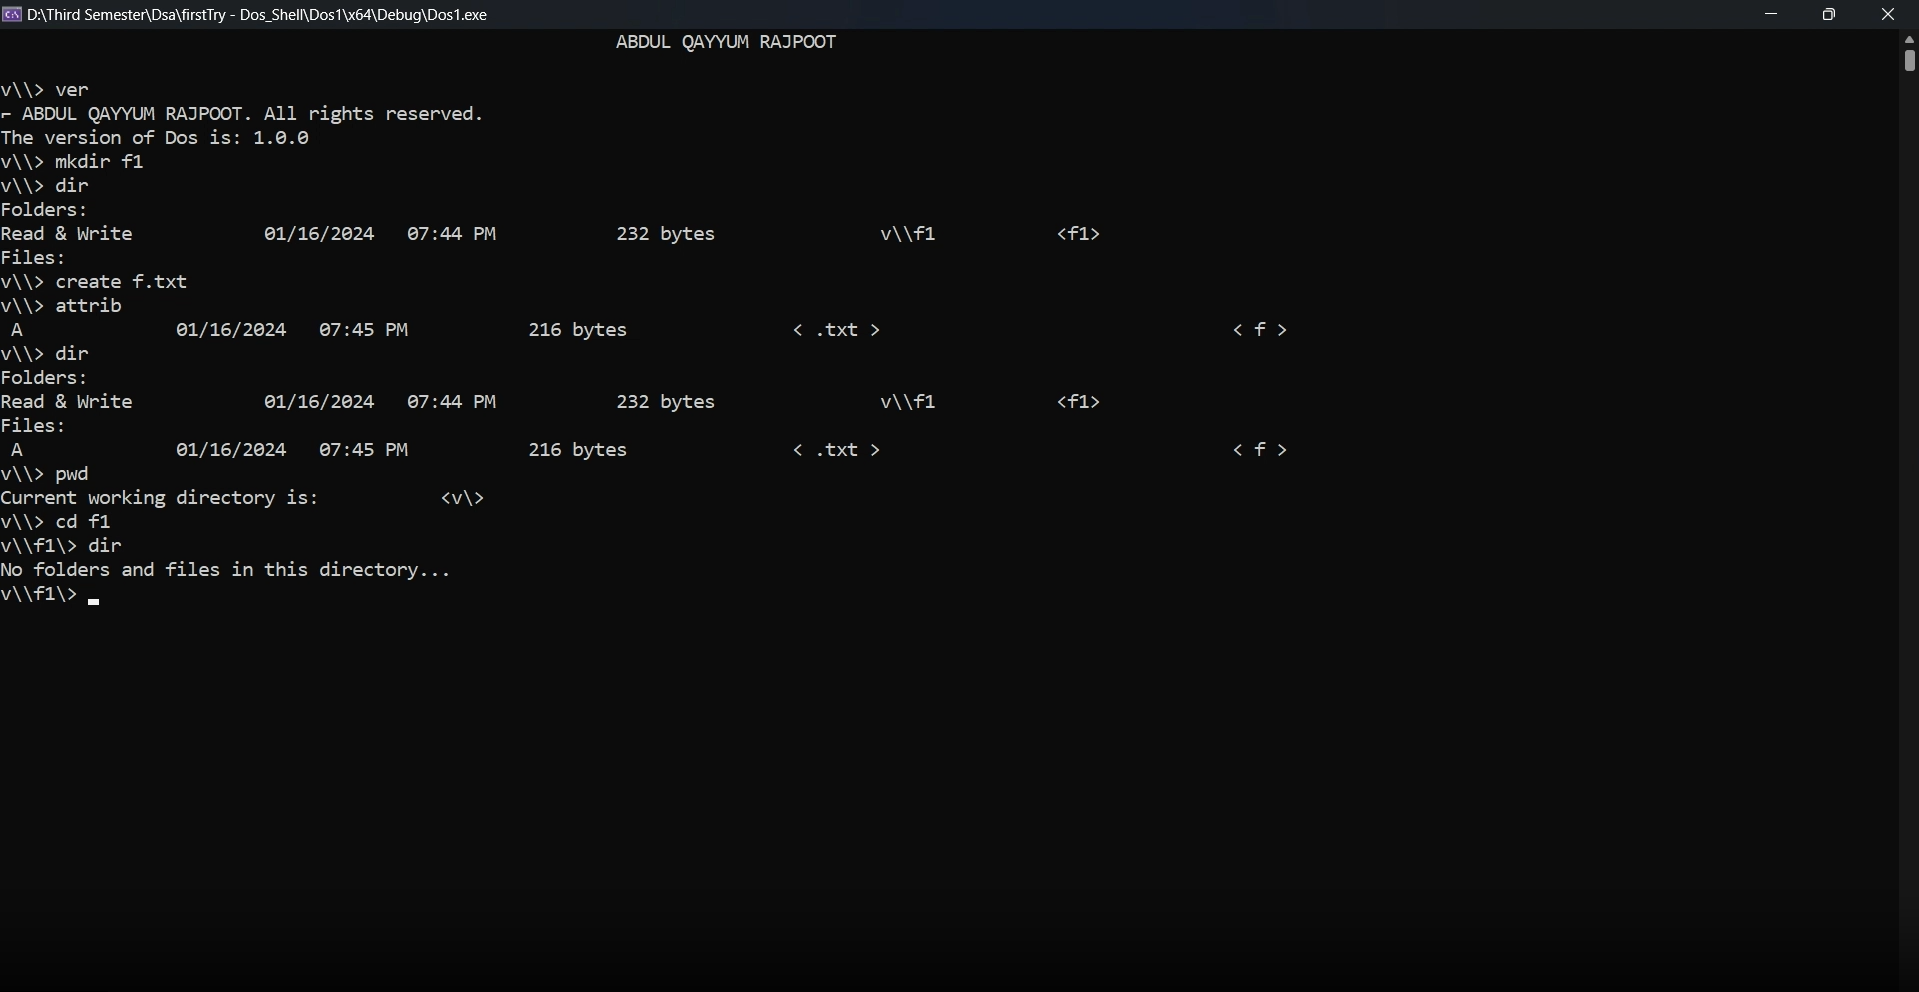 D:\Third Semester\Dsa\firstTry - Dos_Shell\Dos1\x64\Debug\Dos1.exe
ABDUL QAYYUM RAJPOOT
v\\> ver
⌐ ABDUL QAYYUM RAJPOOT. All rights reserved.
The version of Dos is: 1.0.0
v\\> mkdir f1
v\\> dir
Folders:
Read & Write 01/16/2024 07:44 PM 232 bytes v\\f1 <f1>
Files:
v\\> create f.txt
v\\> attrib
A 01/16/2024 07:45 PM 216 bytes < .txt > < f >
v\\> dir
Folders:
Read & Write 01/16/2024 07:44 PM 232 bytes v\\f1 <f1>
Files:
A 01/16/2024 07:45 PM 216 bytes < .txt > < f >
v\\> pwd
Current working directory is: <v\>
v\\> cd f1
v\\f1\> dir
No folders and files in this directory...
v\\f1\>